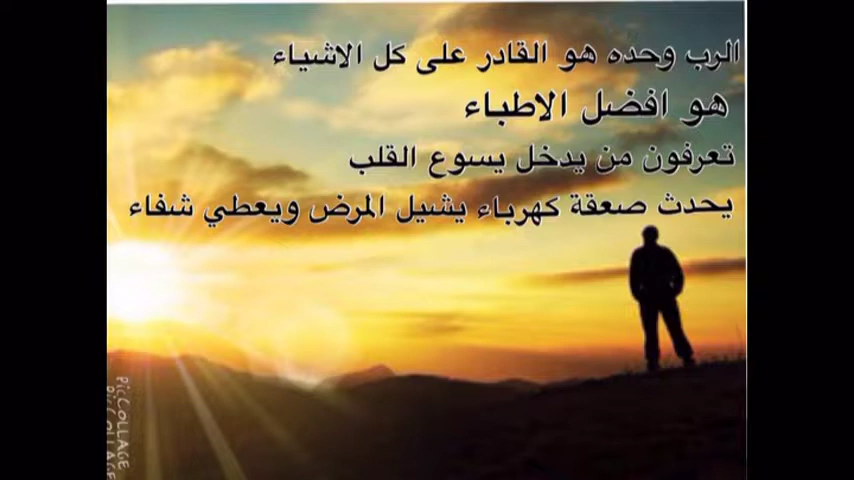 الرب وحده هو القادر على كل الاشياء
هو افضل الاطباء
تعرفون من يدخل يسوع القلب
يحدث صعقة كهرباء يشيل المرض ويعطي شفاء
PicCOLLAGE
PicCOLLAGE